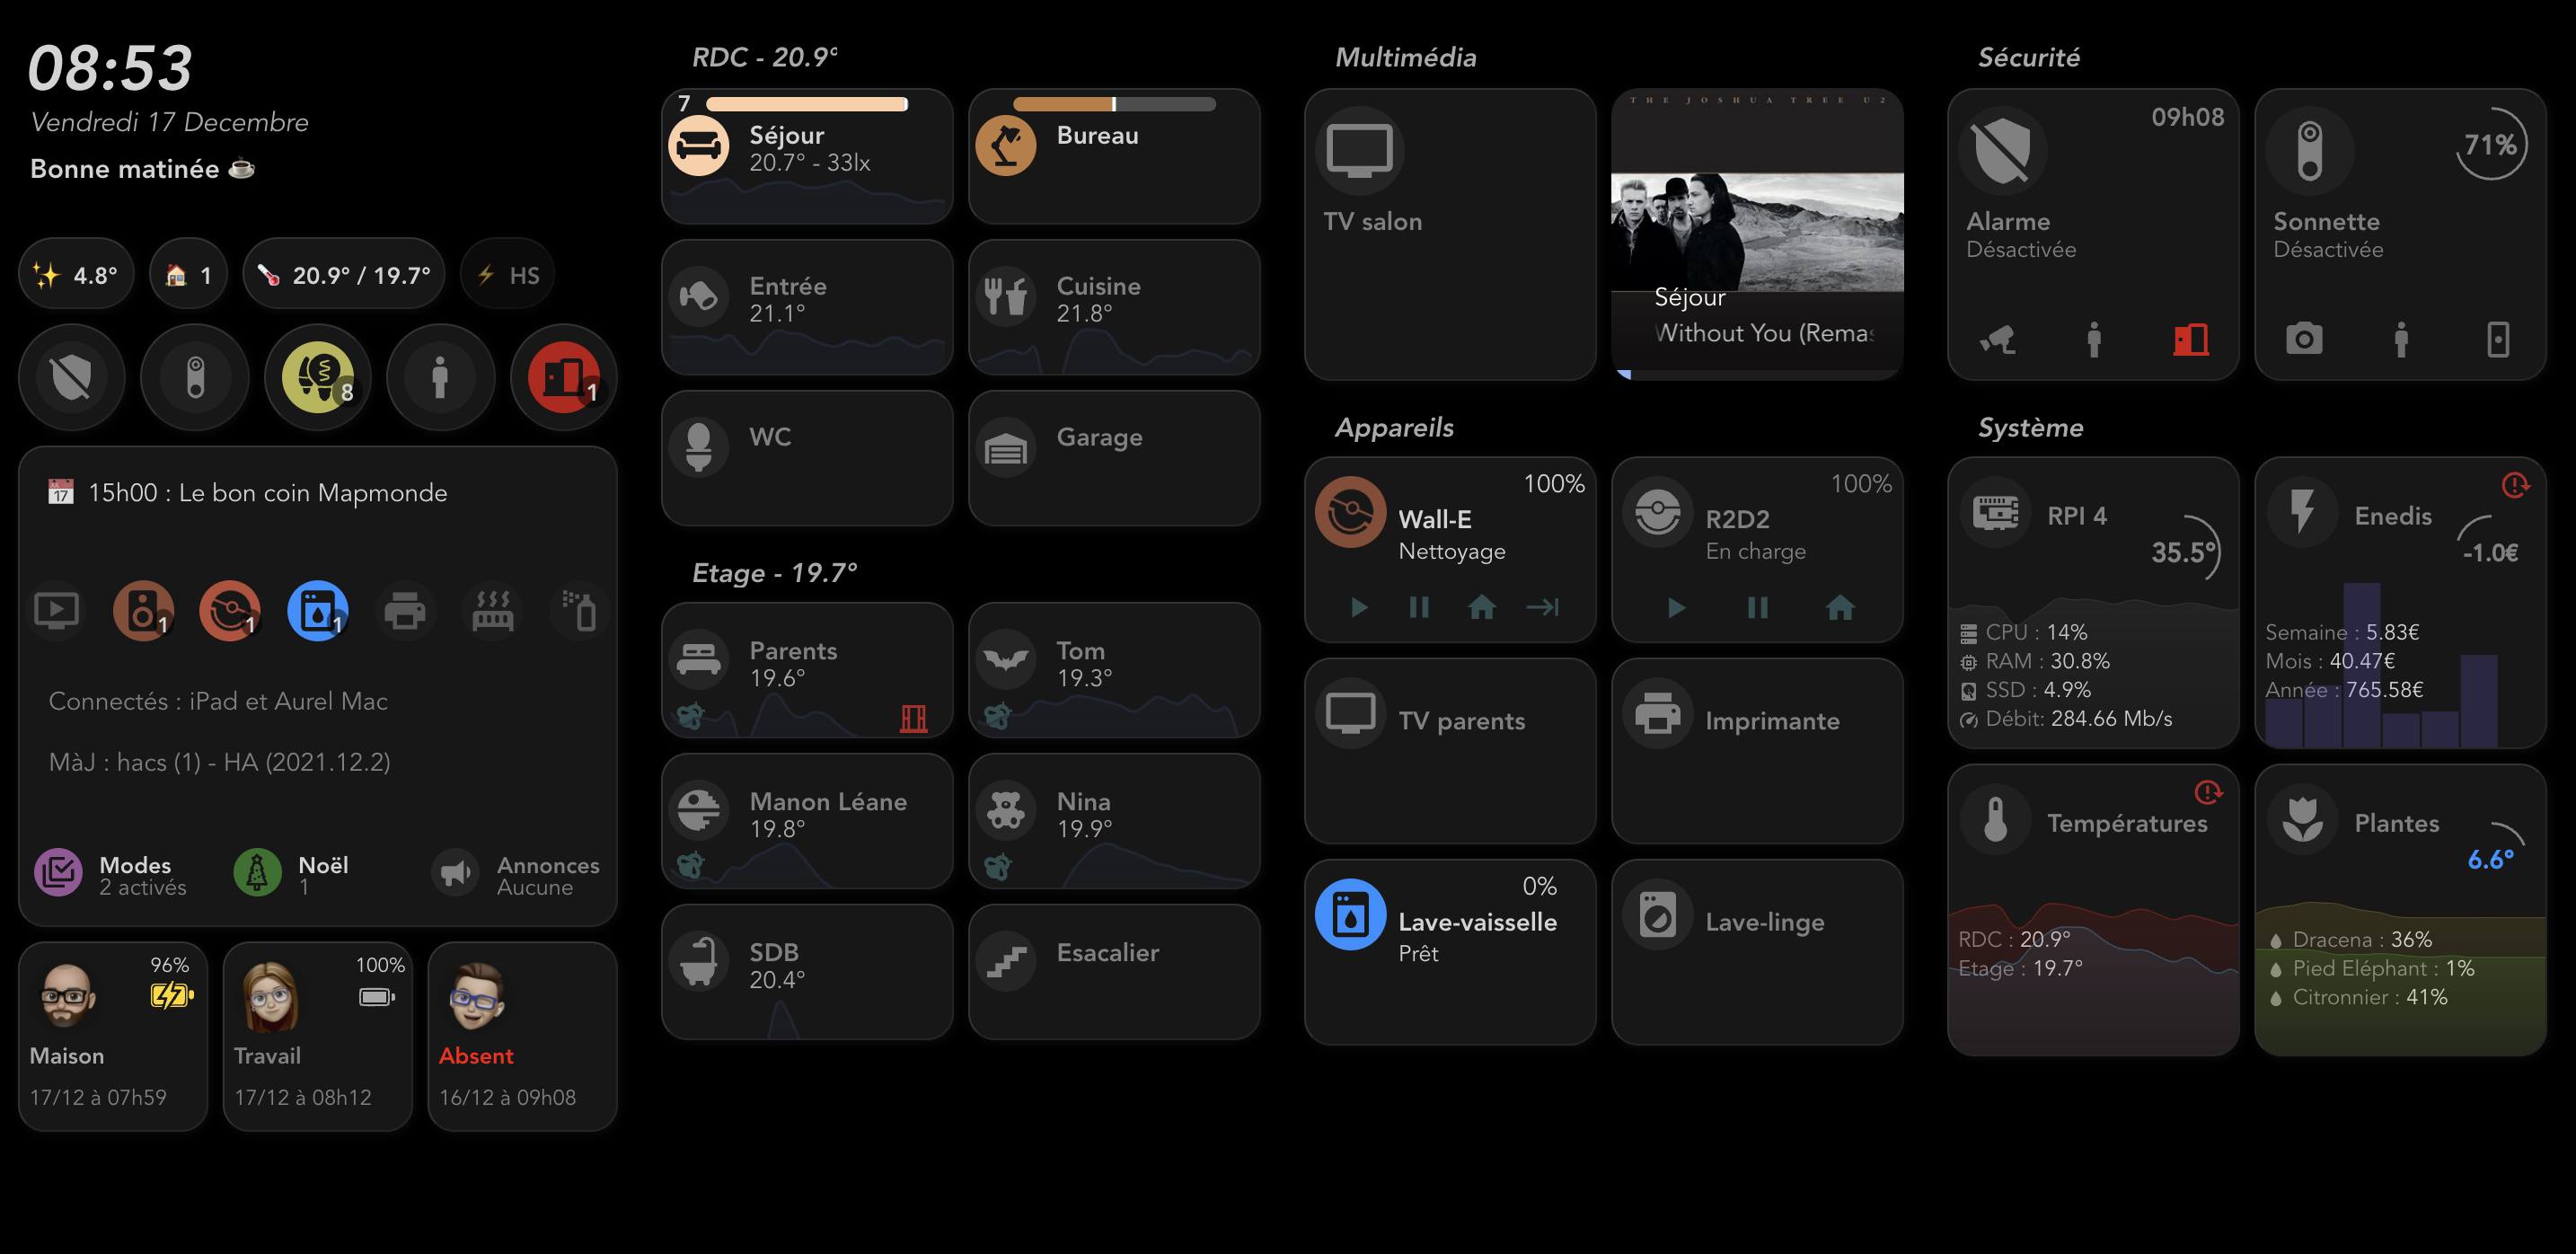 08:53
Vendredi 17 Decembre
Bonne matinée
4.8°
1
20.9° / 19.7°
HS
8
1
17
15h00 : Le bon coin Mapmonde
1
1
1
Connectés : iPad et Aurel Mac
MàJ : hacs (1) - HA (2021.12.2)
Modes
2 activés
Noël
1
Annonces
Aucune
96%
Maison
17/12 à 07h59
100%
Travail
17/12 à 08h12
Absent
16/12 à 09h08
RDC - 20.9°
7
Séjour
20.7° - 33lx
Bureau
Entrée
21.1°
Cuisine
21.8°
WC
Garage
Etage - 19.7°
Parents
19.6°
Tom
19.3°
Manon Léane
19.8°
Nina
19.9°
SDB
20.4°
Esacalier
Multimédia
TV salon
THE JOSHUA TREE U2
Séjour
Without You (Remas
Appareils
100%
Wall-E
Nettoyage
100%
R2D2
En charge
TV parents
Imprimante
0%
Lave-vaisselle
Prêt
Lave-linge
Sécurité
09h08
Alarme
Désactivée
71%
Sonnette
Désactivée
Système
RPI 4
35.5°
CPU : 14%
RAM : 30.8%
SSD : 4.9%
Débit: 284.66 Mb/s
Enedis
-1.0€
Semaine : 5.83€
Mois : 40.47€
Année : 765.58€
Températures
RDC : 20.9°
Etage : 19.7°
Plantes
6.6°
Dracena : 36%
Pied Eléphant : 1%
Citronnier : 41%